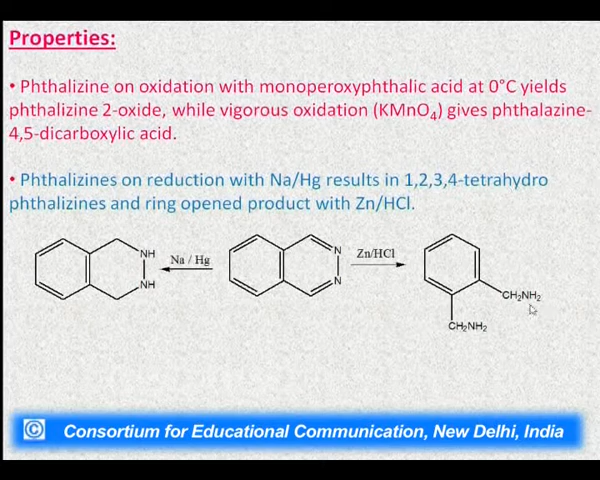 Properties:
• Phthalizine on oxidation with monoperoxyphthalic acid at 0°C yields
phthalizine 2-oxide, while vigorous oxidation (KMnO₄) gives phthalazine-
4,5-dicarboxylic acid.
• Phthalizines on reduction with Na/Hg results in 1,2,3,4-tetrahydro
phthalizines and ring opened product with Zn/HCl.
NH
NH
Na / Hg
N
N
Zn/HCl
CH₂NH₂
CH₂NH₂
© Consortium for Educational Communication, New Delhi, India